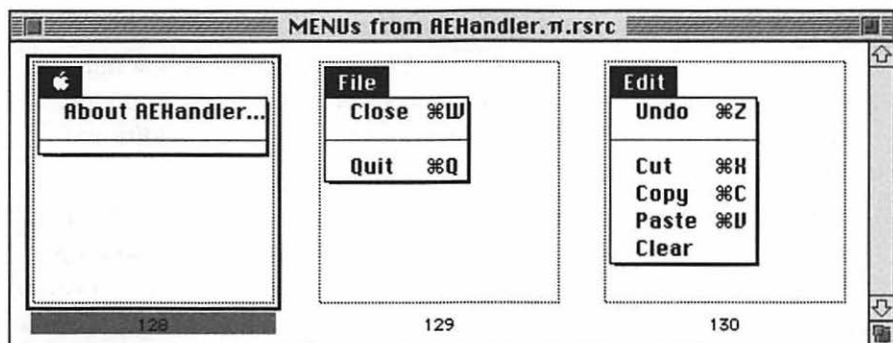 MENUs from AEHandler.π.rsrc
About AEHandler...
File
Close ⌘W
Quit ⌘Q
Edit
Undo ⌘Z
Cut ⌘X
Copy ⌘C
Paste ⌘V
Clear
128
129
130